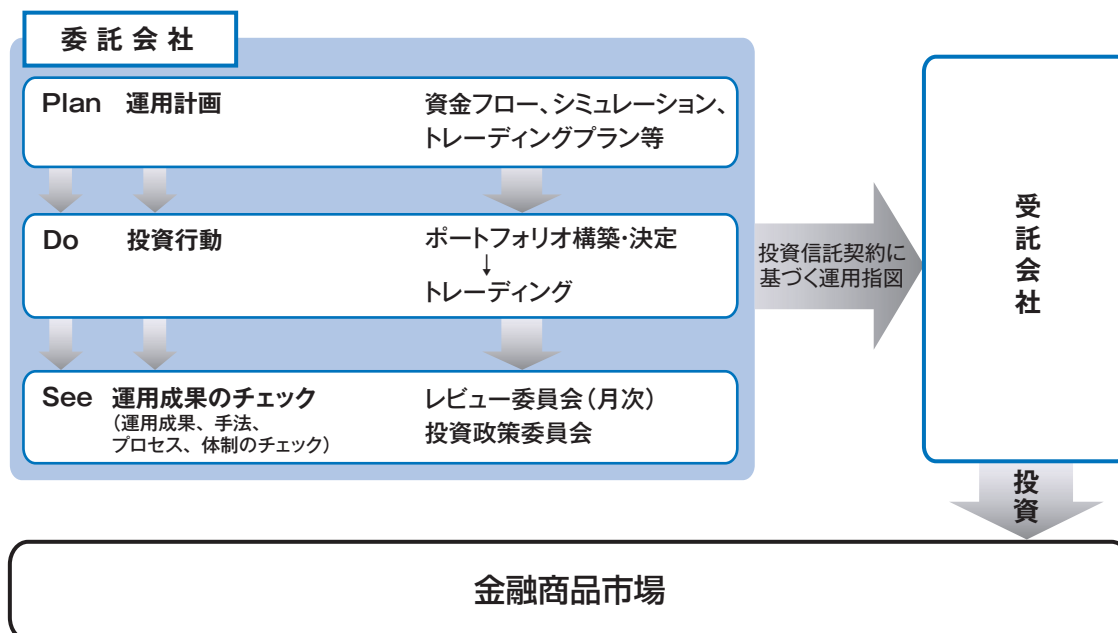 委託会社
Plan 運用計画 資金フロー、シミュレーション、
トレーディングプラン等
Do 投資行動 ポートフォリオ構築・決定
↓
トレーディング
See 運用成果のチェック レビュー委員会（月次）
（運用成果、手法、 投資政策委員会
プロセス、体制のチェック）
投資信託契約に
基づく運用指図
受託会社
投資
金融商品市場